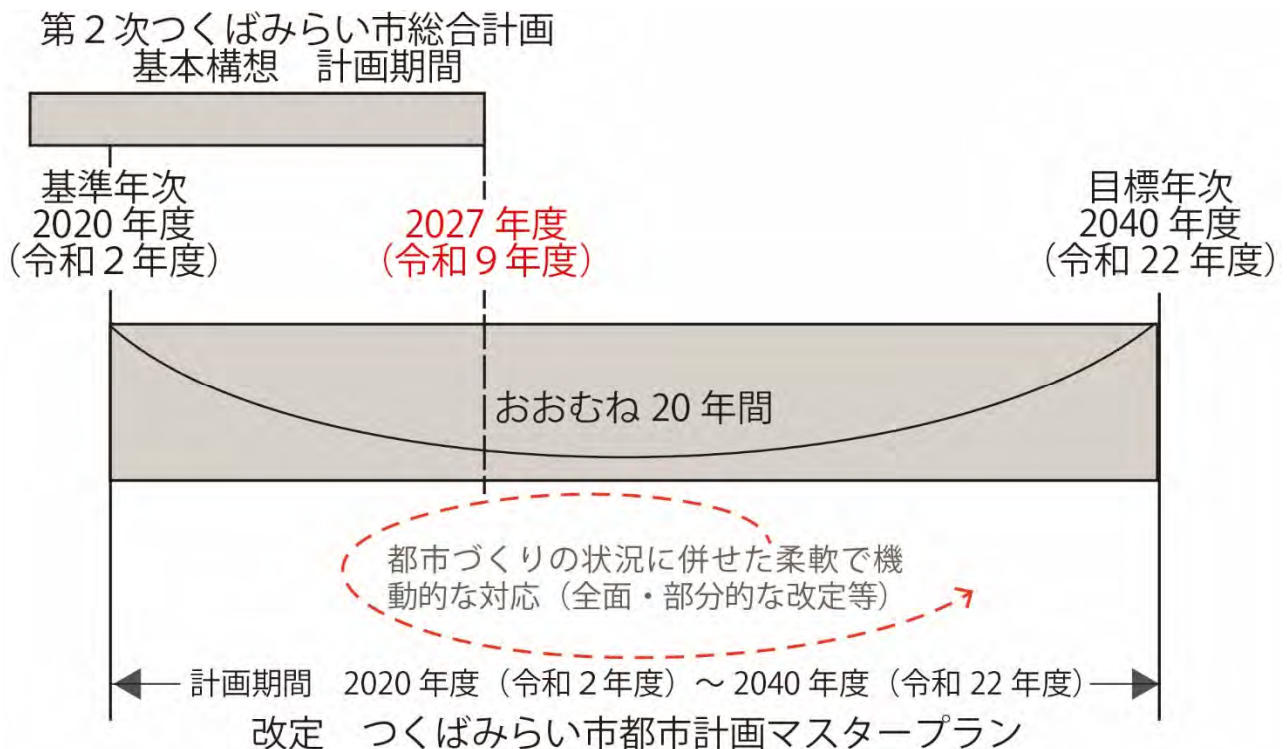 第２次つくばみらい市総合計画
基本構想　計画期間
基準年次
2020 年度
（令和２年度）
2027 年度
（令和９年度）
目標年次
2040 年度
（令和 22 年度）
おおむね 20 年間
都市づくりの状況に併せた柔軟で機
動的な対応（全面・部分的な改定等）
計画期間　2020 年度（令和２年度）～ 2040 年度（令和 22 年度）
改定　つくばみらい市都市計画マスタープラン